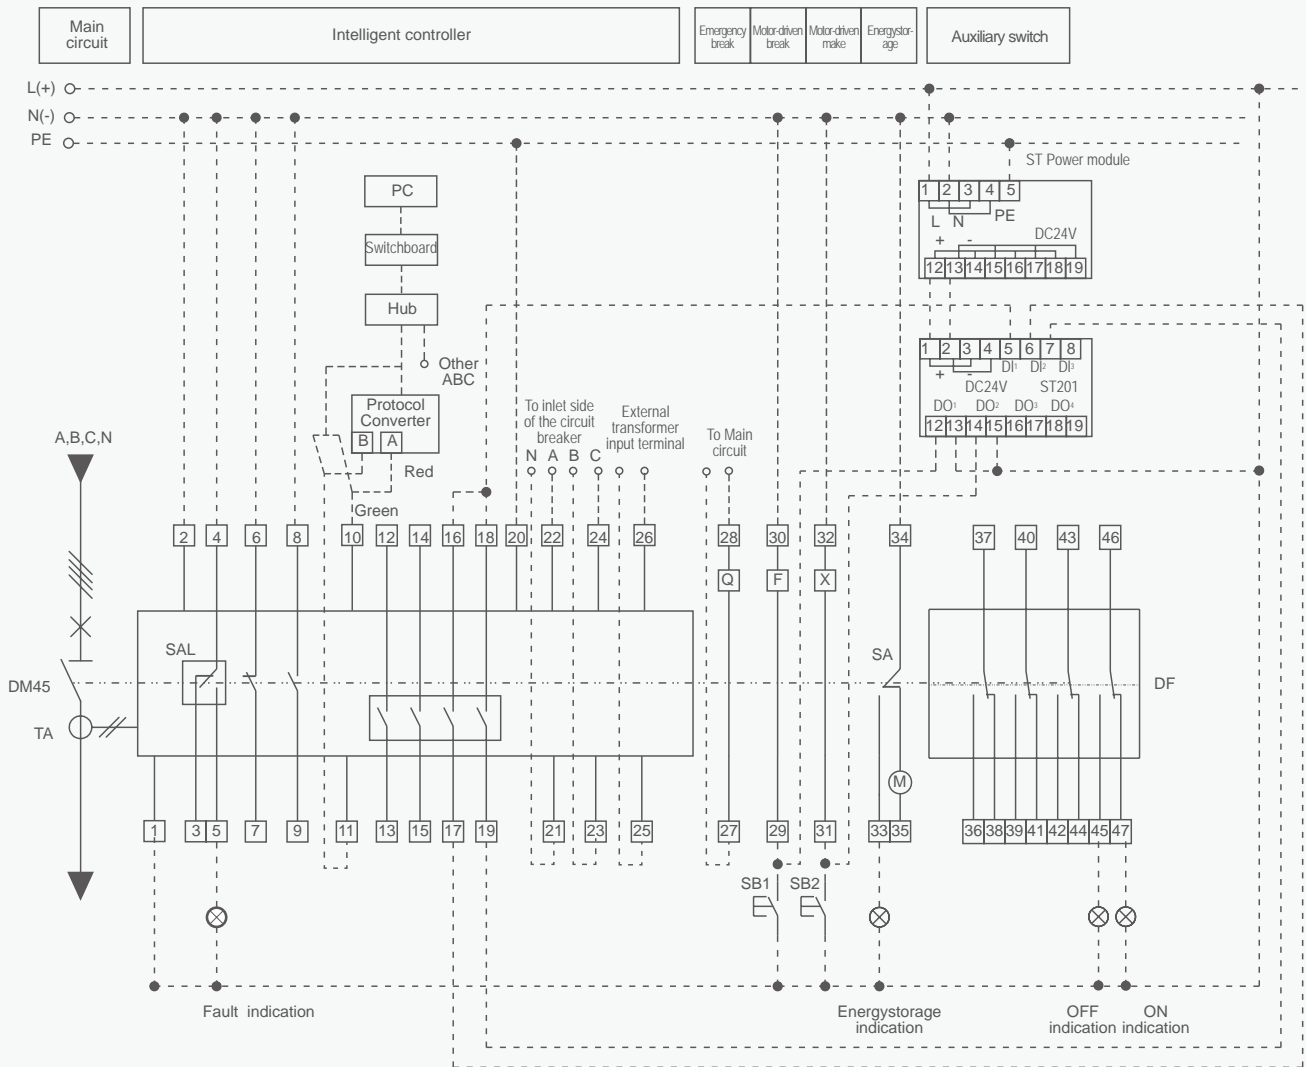 Main
circuit
Intelligent controller
Emergency
break
Motor-driven
break
Motor-driven
make
Energystor-
age
Auxiliary switch
L(+)
N(-)
PE
ST Power module
PC
1 2 3 4 5
L N PE
DC24V
+ -
12 13 14 15 16 17 18 19
Switchboard
Hub
Other
ABC
1 2 3 4 5 6 7 8
DI1 DI2 DI3
+ -
DC24V ST201
DO1 DO2 DO3 DO4
12 13 14 15 16 17 18 19
Protocol
Converter
B A
Red
Green
To inlet side
of the circuit
breaker
N A B C
External
transformer
input terminal
To Main
circuit
A,B,C,N
2 4 6 8 10 12 14 16 18 20 22 24 26 28 30 32 34 37 40 43 46
Q F X
SAL
SA
DM45
DF
TA
M
1 3 5 7 9 11 13 15 17 19 21 23 25 27 29 31 33 35 36 38 39 41 42 44 45 47
SB1 SB2
Fault indication
Energystorage
indication
OFF
indication
ON
indication